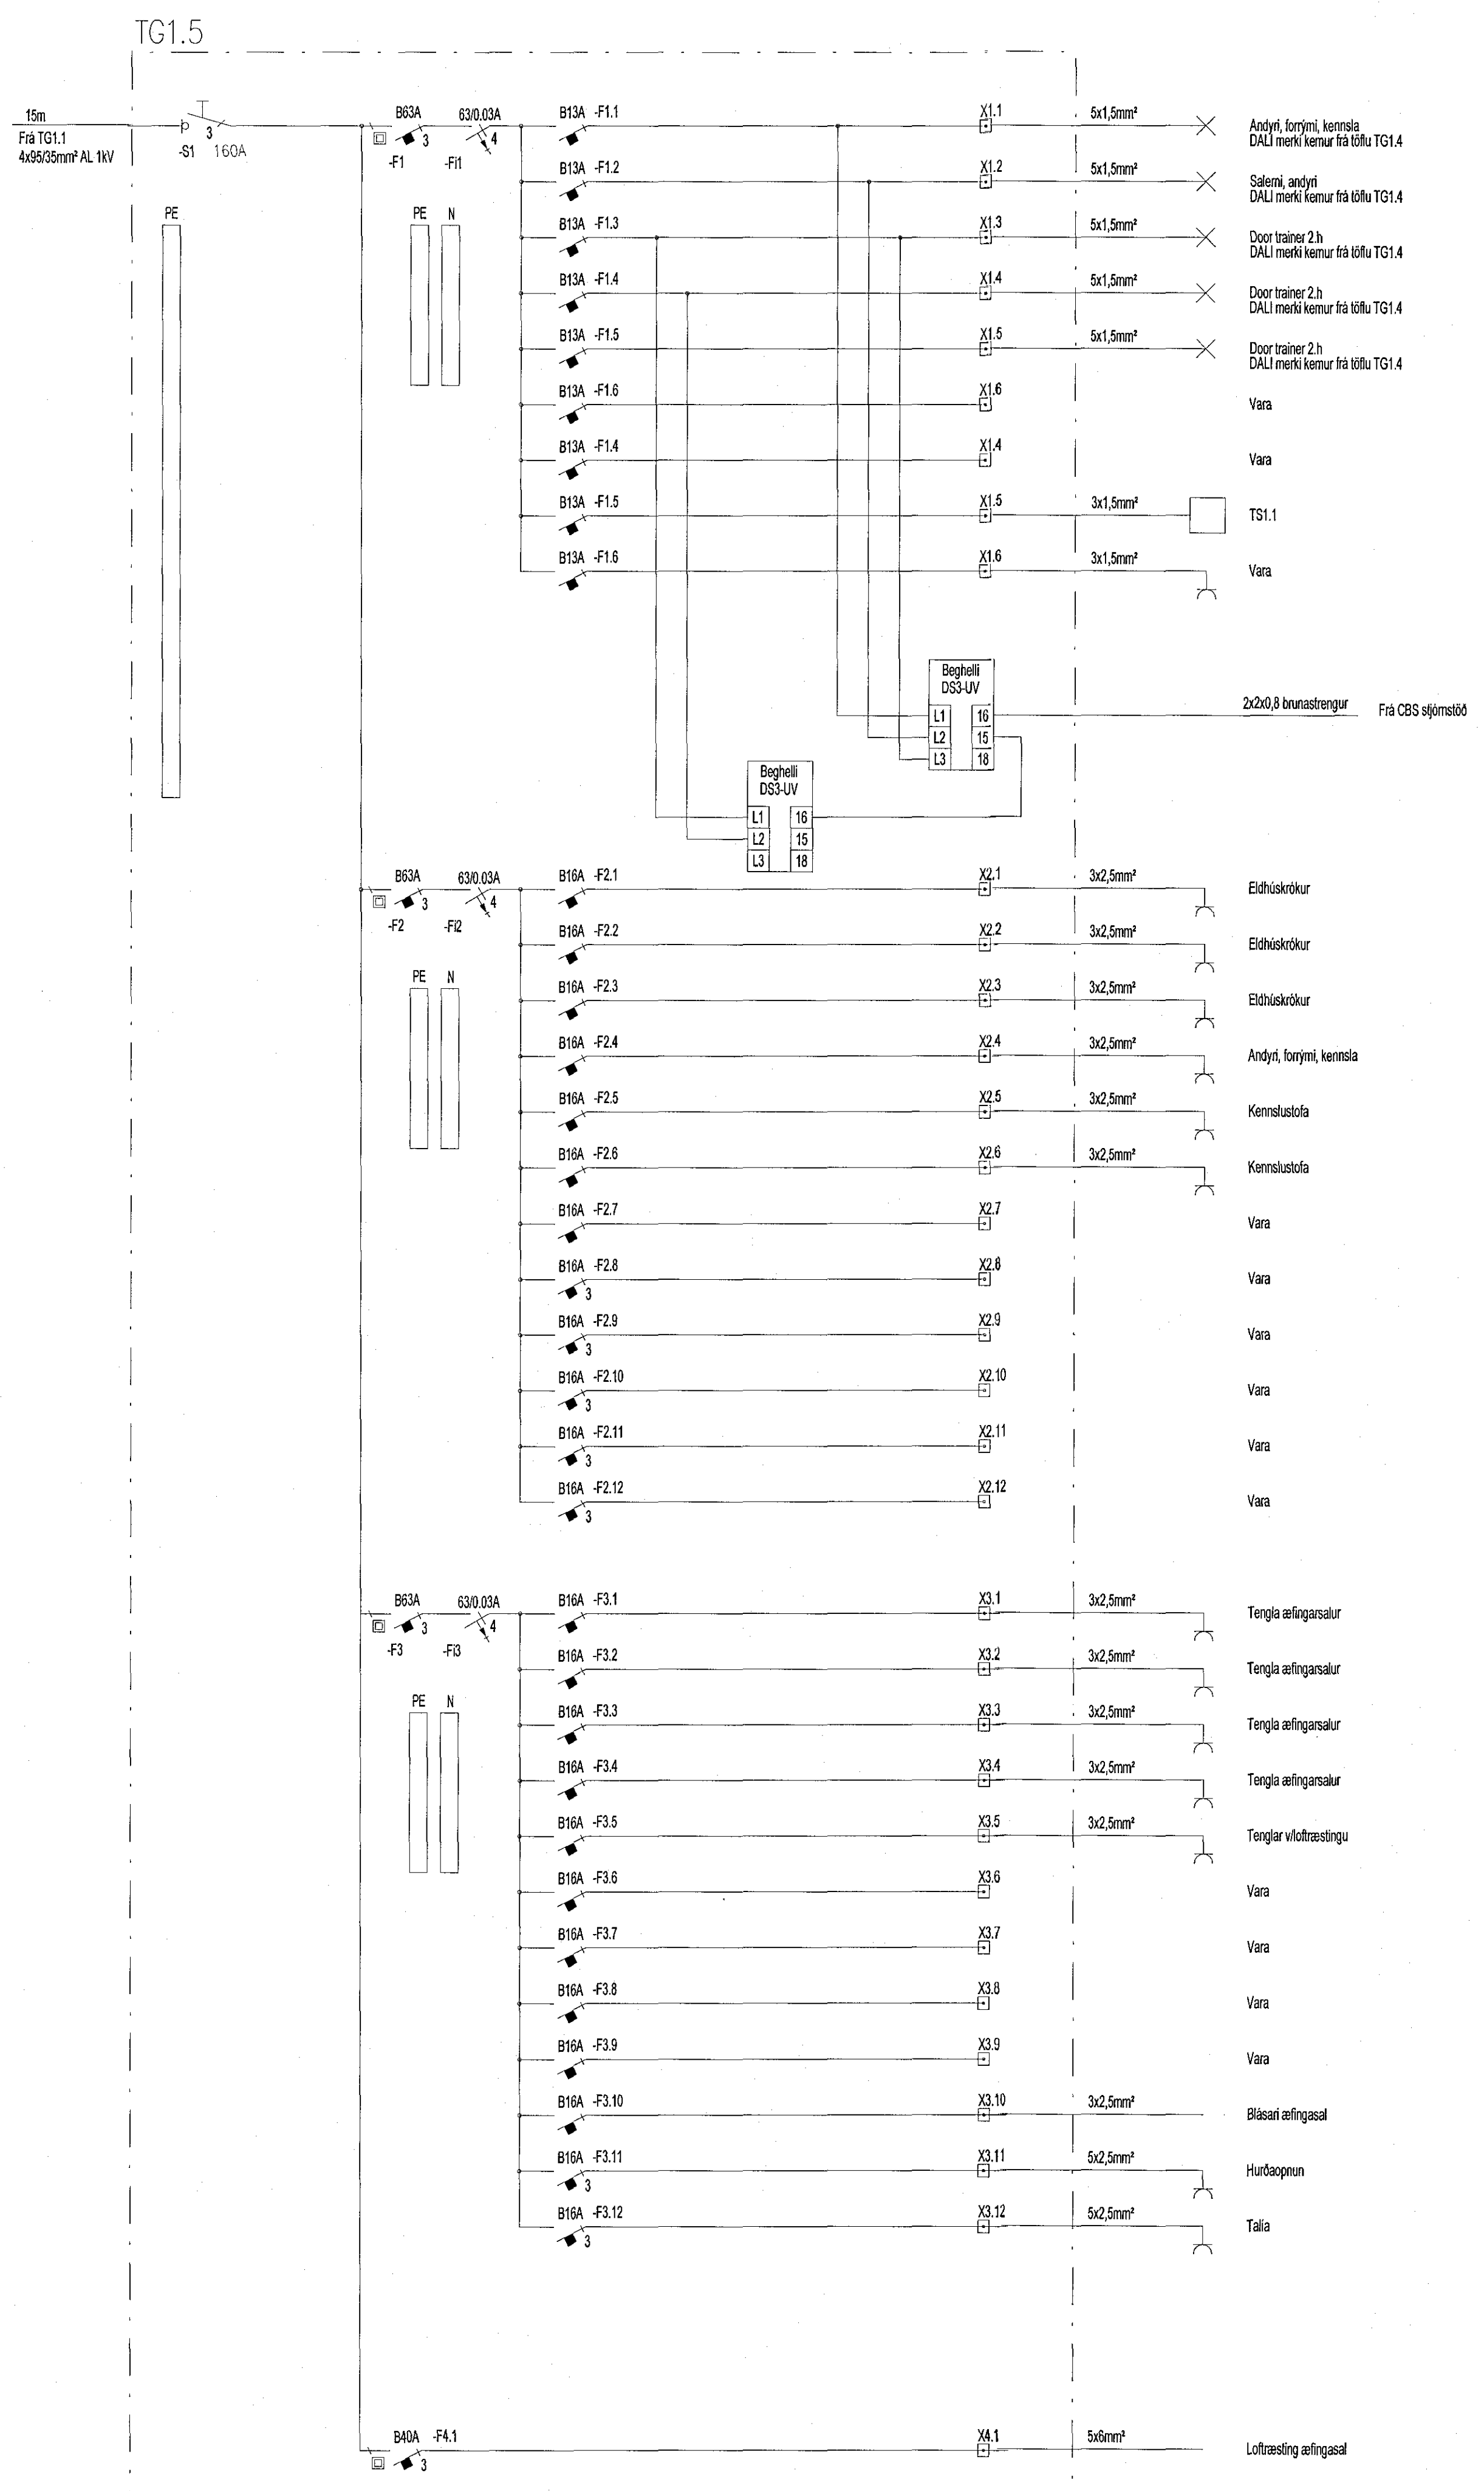 TG1.5
15m
Frá TG1.1
4x95/35mm² AL 1kV
3
-S1 160A
PE
B63A 63/0.03A
3 4
-F1 -Fi1
PE N
B13A -F1.1 X1.1 5x1,5mm² Andyri, forrými, kennsla
DALI merki kemur frá töflu TG1.4
B13A -F1.2 X1.2 5x1,5mm² Salerni, andyri
DALI merki kemur frá töflu TG1.4
B13A -F1.3 X1.3 5x1,5mm² Door trainer 2.h
DALI merki kemur frá töflu TG1.4
B13A -F1.4 X1.4 5x1,5mm² Door trainer 2.h
DALI merki kemur frá töflu TG1.4
B13A -F1.5 X1.5 5x1,5mm² Door trainer 2.h
DALI merki kemur frá töflu TG1.4
B13A -F1.6 X1.6 Vara
B13A -F1.4 X1.4 Vara
B13A -F1.5 X1.5 3x1,5mm² TS1.1
B13A -F1.6 X1.6 3x1,5mm² Vara
Beghelli
DS3-UV
L1 16
L2 15
L3 18
2x2x0,8 brunastrengur Frá CBS stjórnstöð
Beghelli
DS3-UV
L1 16
L2 15
L3 18
B63A 63/0.03A
3 4
-F2 -Fi2
PE N
B16A -F2.1 X2.1 3x2,5mm² Eldhúskrókur
B16A -F2.2 X2.2 3x2,5mm² Eldhúskrókur
B16A -F2.3 X2.3 3x2,5mm² Eldhúskrókur
B16A -F2.4 X2.4 3x2,5mm² Andyri, forrými, kennsla
B16A -F2.5 X2.5 3x2,5mm² Kennslustofa
B16A -F2.6 X2.6 3x2,5mm² Kennslustofa
B16A -F2.7 X2.7 Vara
B16A -F2.8 X2.8 Vara
3
B16A -F2.9 X2.9 Vara
3
B16A -F2.10 X2.10 Vara
3
B16A -F2.11 X2.11 Vara
3
B16A -F2.12 X2.12 Vara
3
B63A 63/0.03A
3 4
-F3 -Fi3
PE N
B16A -F3.1 X3.1 3x2,5mm² Tengla æfingarsalur
B16A -F3.2 X3.2 3x2,5mm² Tengla æfingarsalur
B16A -F3.3 X3.3 3x2,5mm² Tengla æfingarsalur
B16A -F3.4 X3.4 3x2,5mm² Tengla æfingarsalur
B16A -F3.5 X3.5 3x2,5mm² Tenglar v/loftræstingu
B16A -F3.6 X3.6 Vara
B16A -F3.7 X3.7 Vara
B16A -F3.8 X3.8 Vara
B16A -F3.9 X3.9 Vara
B16A -F3.10 X3.10 3x2,5mm² Blásari æfingasal
B16A -F3.11 X3.11 5x2,5mm² Hurðaopnun
3
B16A -F3.12 X3.12 5x2,5mm² Talía
3
B40A -F4.1 X4.1 5x6mm² Loftræsting æfingasal
3